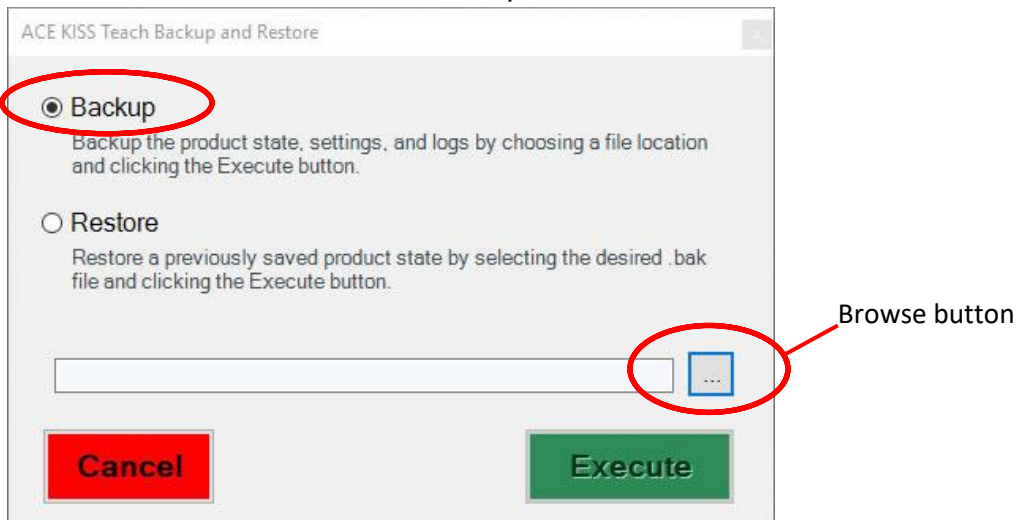 ACE KISS Teach Backup and Restore
Backup
Backup the product state, settings, and logs by choosing a file location
and clicking the Execute button.
Restore
Restore a previously saved product state by selecting the desired .bak
file and clicking the Execute button.
Browse button
...
Cancel
Execute